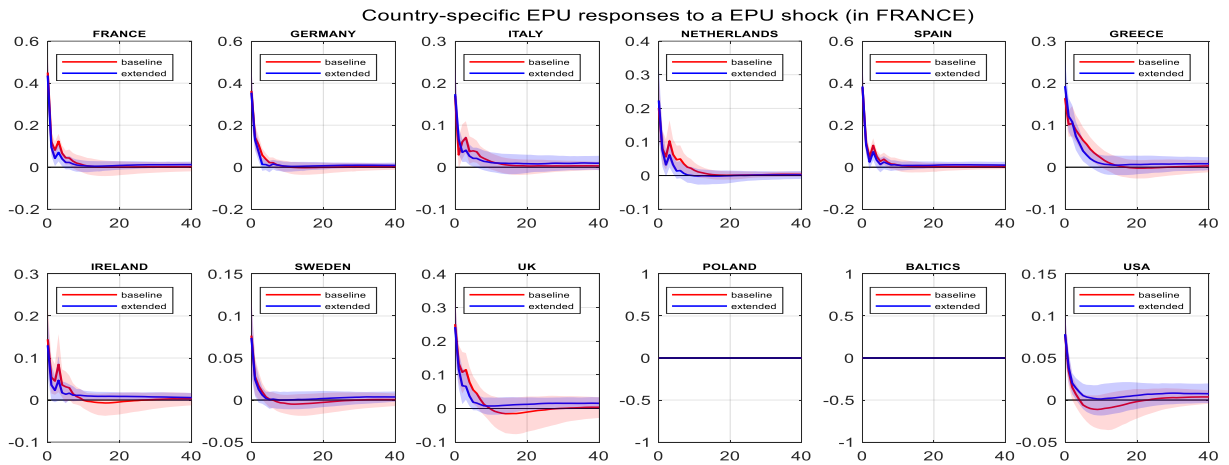 Country-specific EPU responses to a EPU shock (in FRANCE)
FRANCE GERMANY ITALY NETHERLANDS SPAIN GREECE
0.6 0.6 0.3 0.4 0.6 0.3
baseline baseline baseline baseline baseline baseline
extended extended extended extended extended extended
0.4 0.4 0.2 0.3 0.4 0.2
0.2 0.2 0.1 0.2 0.2 0.1
0.1
0 0 0 0 0 0
-0.2 -0.2 -0.1 -0.1 -0.2 -0.1
0 20 40 0 20 40 0 20 40 0 20 40 0 20 40 0 20 40
IRELAND SWEDEN UK POLAND BALTICS USA
0.3 0.15 0.4 1 1 0.15
baseline baseline baseline baseline baseline baseline
extended extended extended extended extended extended
0.2 0.1 0.3 0.5 0.5 0.1
0.1 0.05 0.2 0 0 0.05
0.1
0 0 0 -0.5 -0.5 0
-0.1 -0.05 -0.1 -1 -1 -0.05
0 20 40 0 20 40 0 20 40 0 20 40 0 20 40 0 20 40